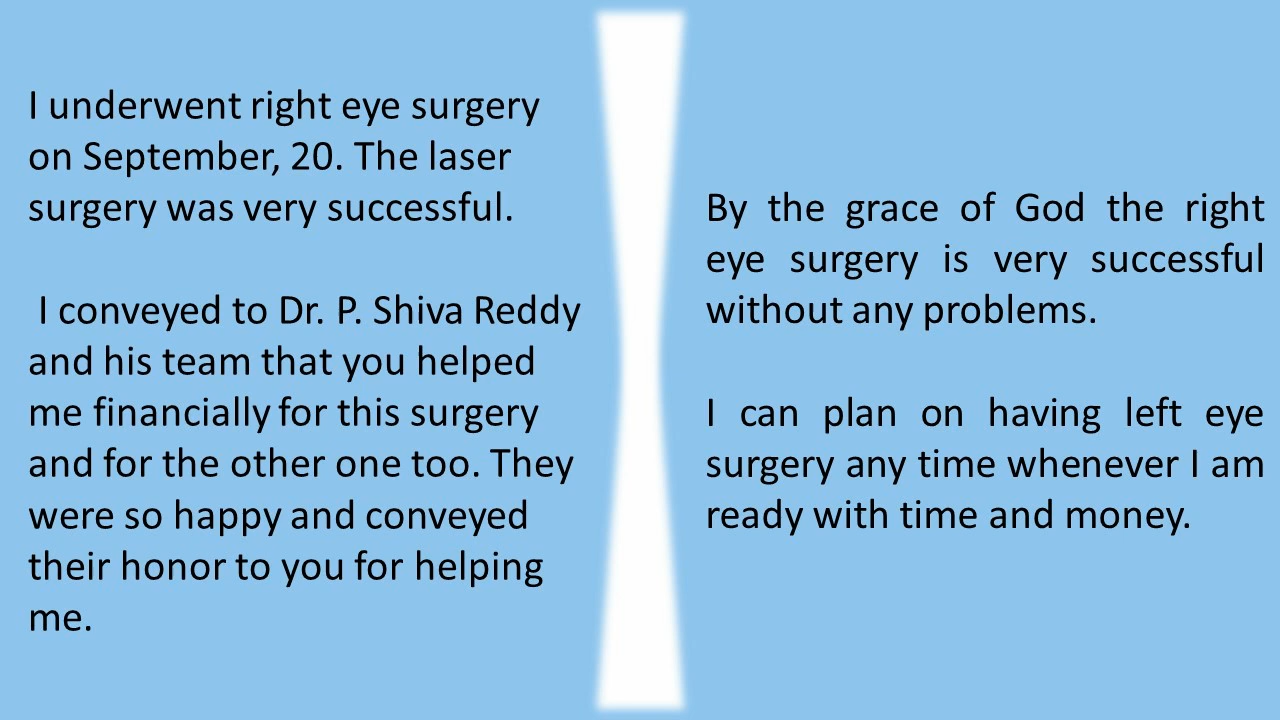 I underwent right eye surgery
on September, 20. The laser
surgery was very successful.
I conveyed to Dr. P. Shiva Reddy
and his team that you helped
me financially for this surgery
and for the other one too. They
were so happy and conveyed
their honor to you for helping
me.
By the grace of God the right
eye surgery is very successful
without any problems.
I can plan on having left eye
surgery any time whenever I am
ready with time and money.